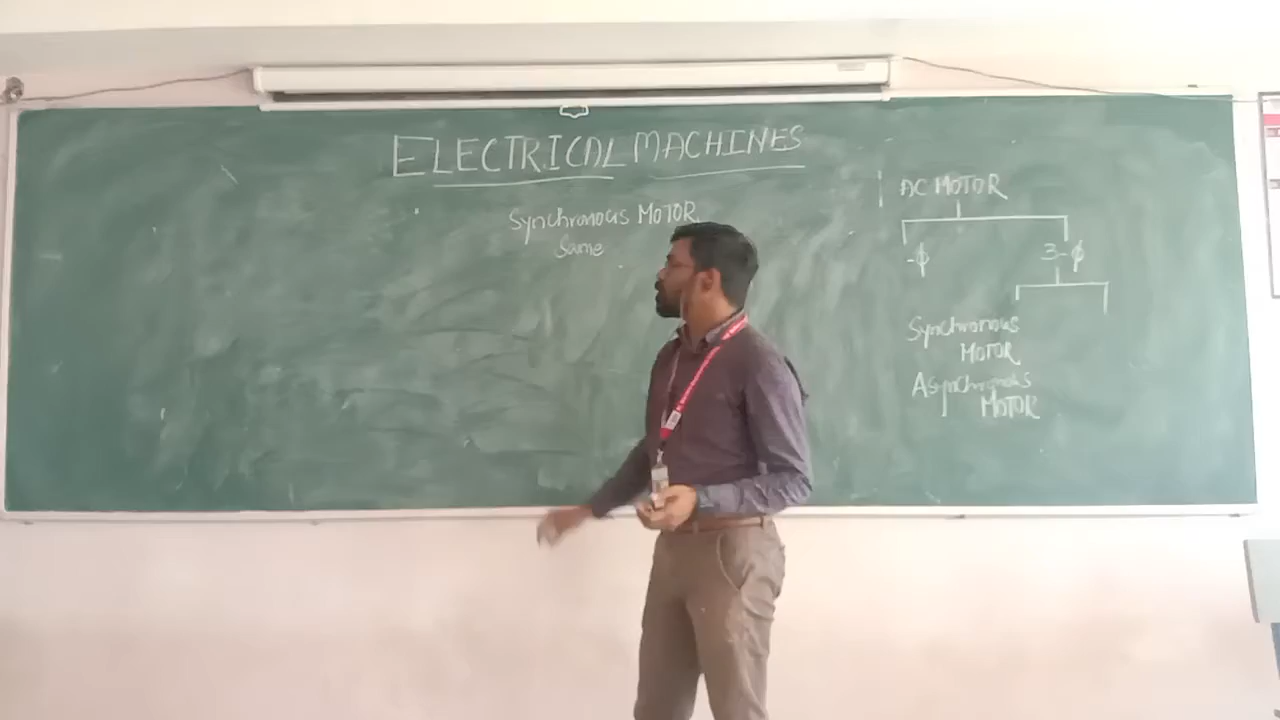 ELECTRICAL MACHINES
Synchronous MOTOR
Same
AC MOTOR
-ϕ
3-ϕ
Synchronous
MOTOR
Asynchronous
MOTOR